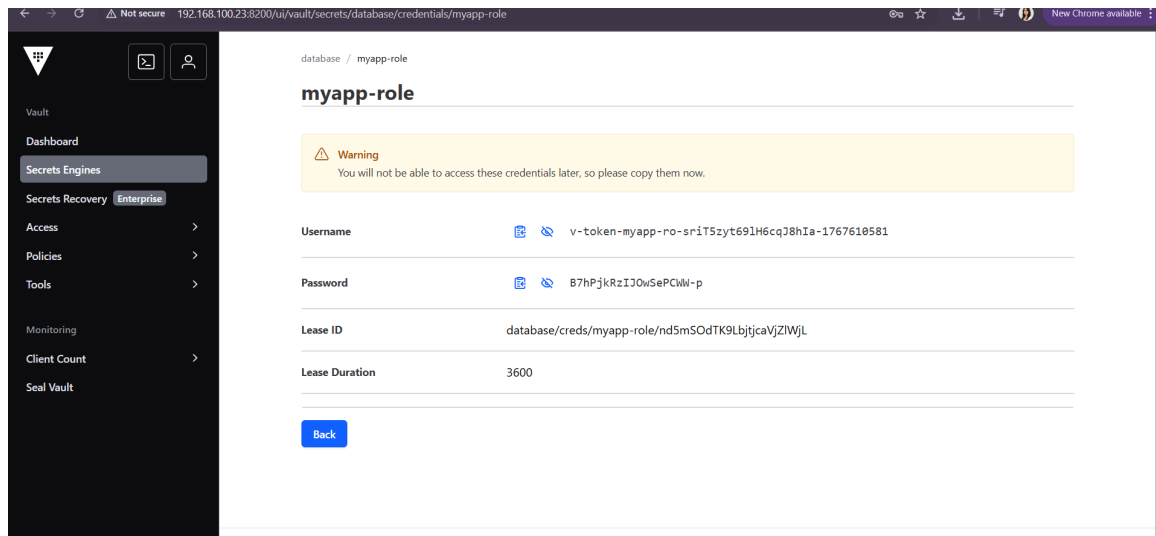 Not secure 192.168.100.23:8200/ui/vault/secrets/database/credentials/myapp-role
New Chrome available
Vault
Dashboard
Secrets Engines
Secrets Recovery Enterprise
Access
Policies
Tools
Monitoring
Client Count
Seal Vault
database / myapp-role
myapp-role
Warning
You will not be able to access these credentials later, so please copy them now.
Username v-token-myapp-ro-sriT5zyt69lH6cqJ8hIa-1767610581
Password B7hPjkRzIJOwSePCWW-p
Lease ID database/creds/myapp-role/nd5mSOdTK9LbjtjcaVjZlWjL
Lease Duration 3600
Back